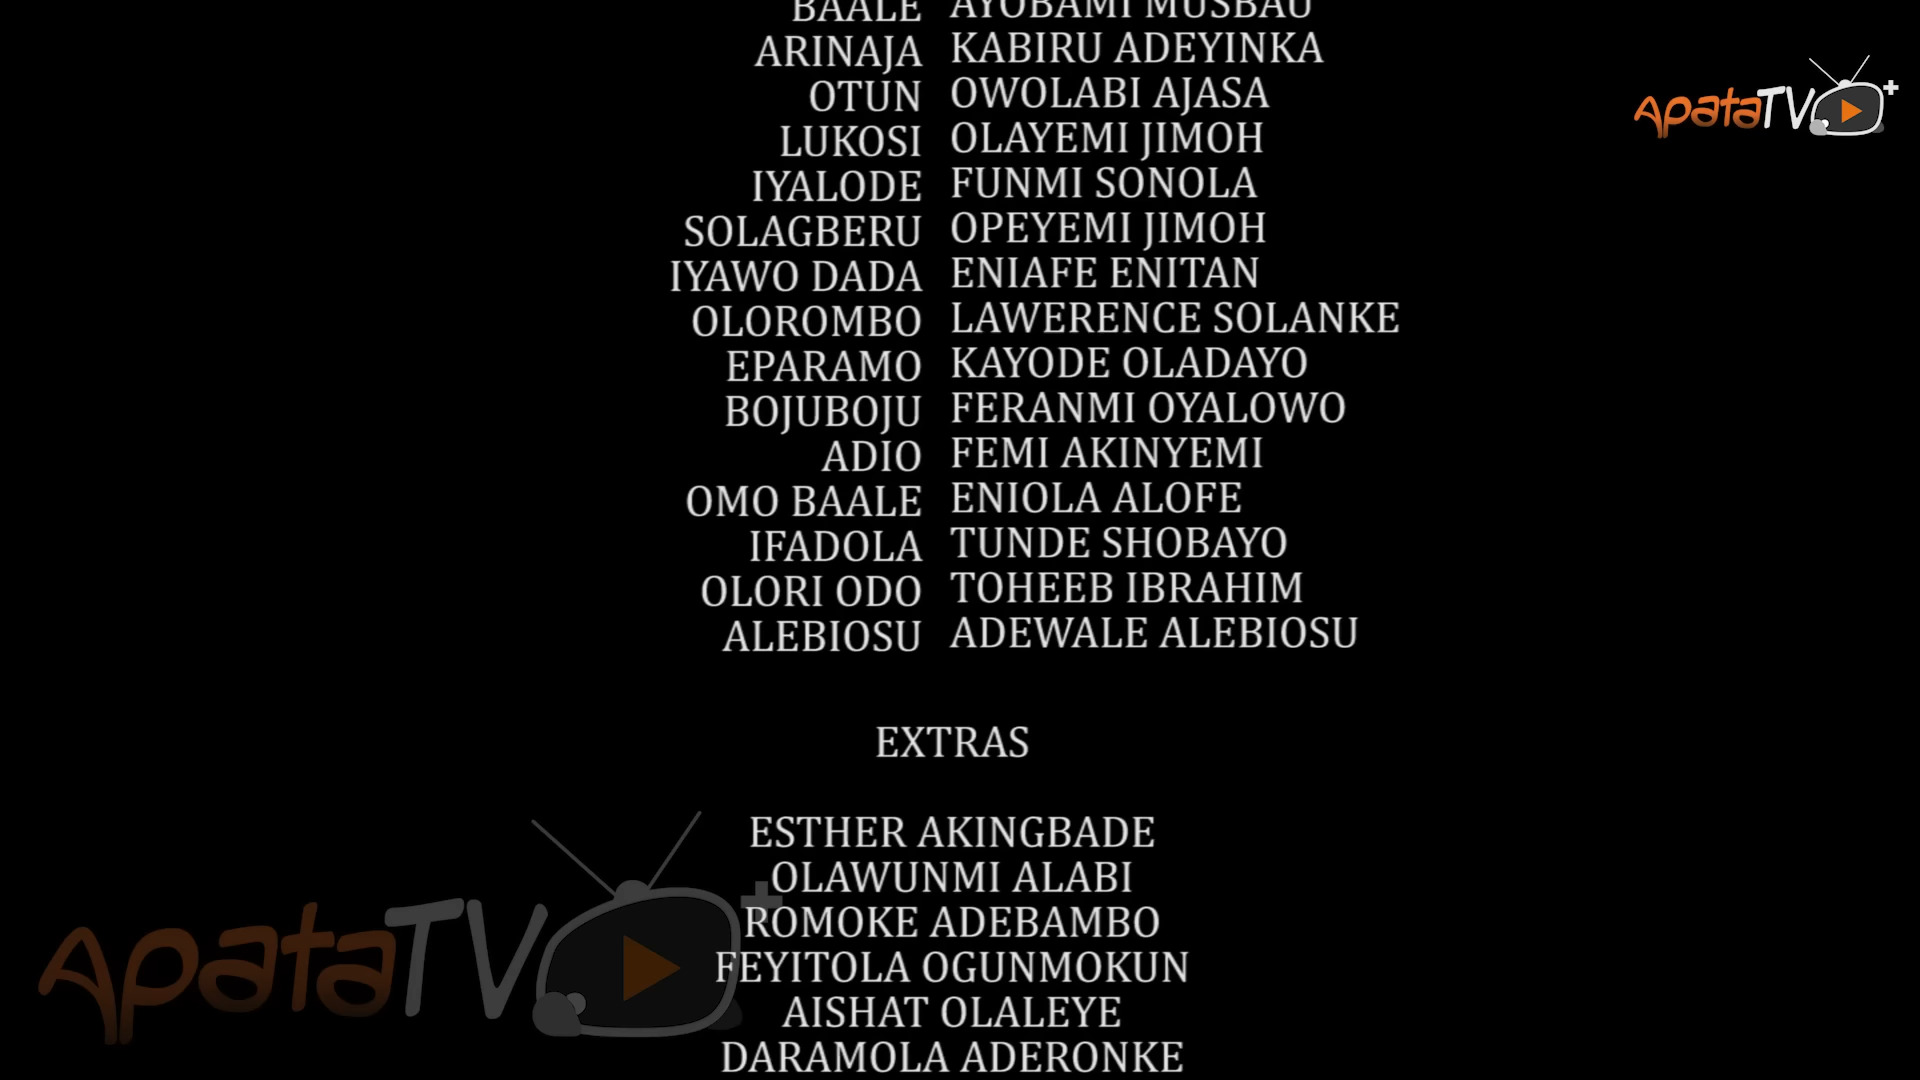 BAALE AYOBAMI MUSBAU
ARINAJA KABIRU ADEYINKA
OTUN OWOLABI AJASA
LUKOSI OLAYEMI JIMOH
IYALODE FUNMI SONOLA
SOLAGBERU OPEYEMI JIMOH
IYAWO DADA ENIAFE ENITAN
OLOROMBO LAWERENCE SOLANKE
EPARAMO KAYODE OLADAYO
BOJUBOJU FERANMI OYALOWO
ADIO FEMI AKINYEMI
OMO BAALE ENIOLA ALOFE
IFADOLA TUNDE SHOBAYO
OLORI ODO TOHEEB IBRAHIM
ALEBIOSU ADEWALE ALEBIOSU
EXTRAS
ESTHER AKINGBADE
OLAWUNMI ALABI
ROMOKE ADEBAMBO
FEYITOLA OGUNMOKUN
AISHAT OLALEYE
DARAMOLA ADERONKE
ApataTV+
ApataTV+